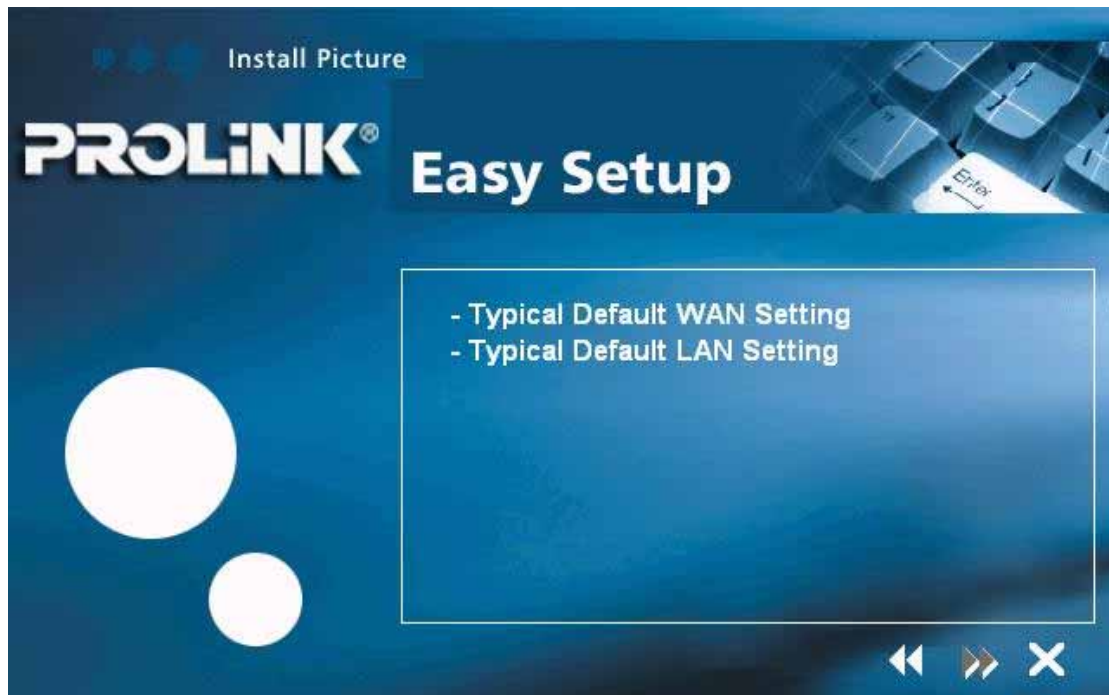 Install Picture
PROLiNK®
Easy Setup
Enter
- Typical Default WAN Setting
- Typical Default LAN Setting